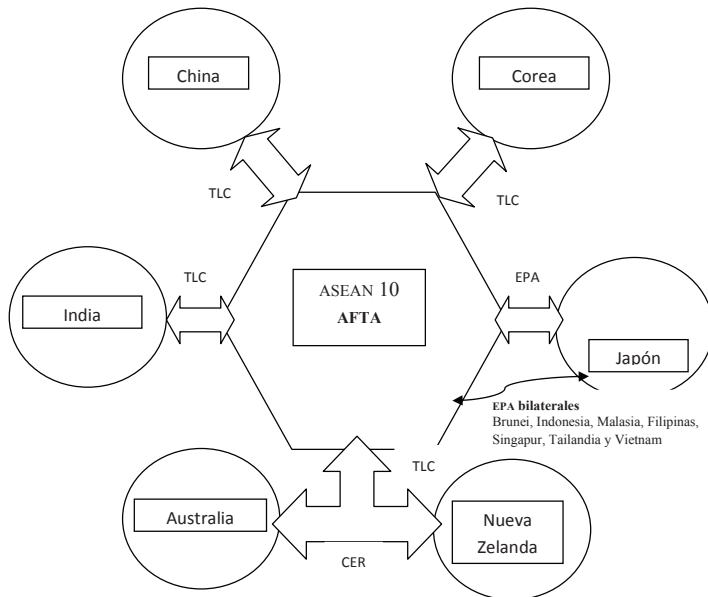 China
Corea
TLC
TLC
TLC
EPA
ASEAN 10
AFTA
India
Japón
EPA bilaterales
Brunei, Indonesia, Malasia, Filipinas,
Singapur, Tailandia y Vietnam
TLC
Australia
Nueva
Zelanda
CER